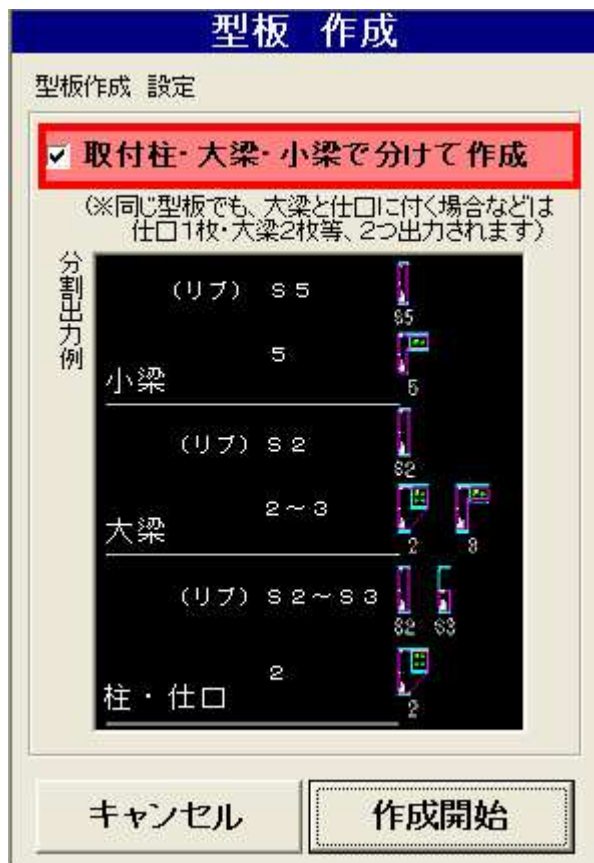 型板 作成
型板作成 設定
取付柱・大梁・小梁で分けて作成
(※同じ型板でも、大梁と仕口に付く場合などは
仕口1枚・大梁2枚等、2つ出力されます)
分割出力例
(リブ) S5
S5
5
5
小梁
(リブ) S2
S2
2～3
2 3
大梁
(リブ) S2～S3
S2 S3
2
2
柱・仕口
キャンセル 作成開始